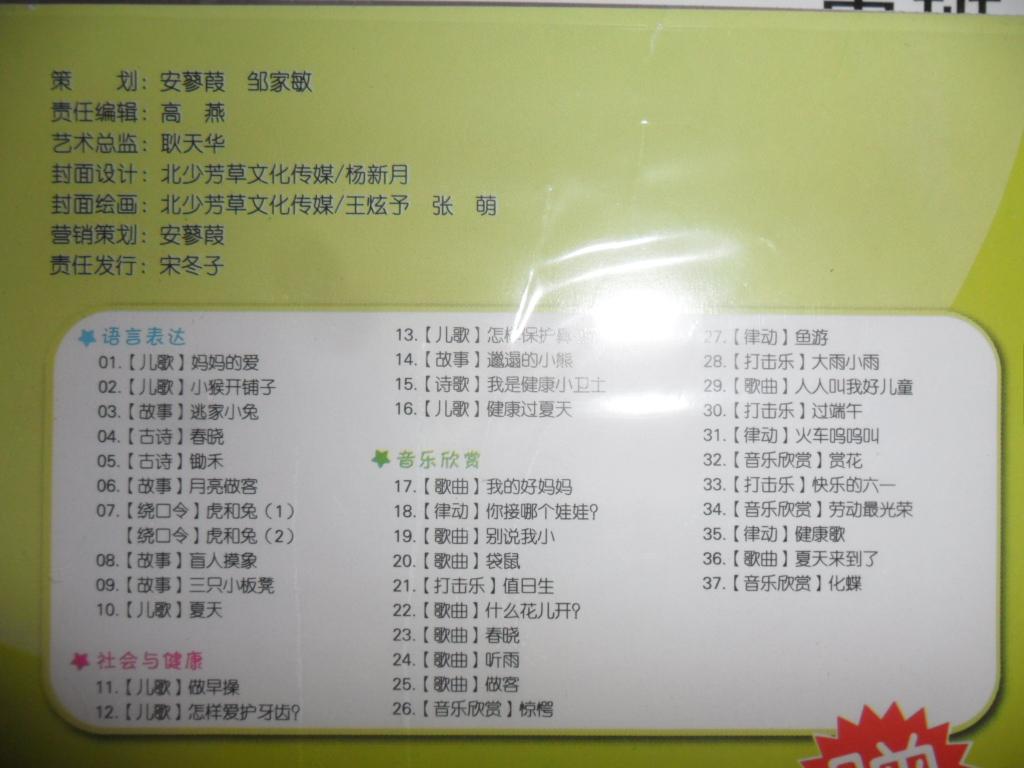 策　　划：安蓼葭　邹家敏
责任编辑：高　燕
艺术总监：耿天华
封面设计：北少芳草文化传媒/杨新月
封面绘画：北少芳草文化传媒/王炫予　张　萌
营销策划：安蓼葭
责任发行：宋冬子
语言表达
01.【儿歌】妈妈的爱
02.【儿歌】小猴开铺子
03.【故事】逃家小兔
04.【古诗】春晓
05.【古诗】锄禾
06.【故事】月亮做客
07.【绕口令】虎和兔（1）
【绕口令】虎和兔（2）
08.【故事】盲人摸象
09.【故事】三只小板凳
10.【儿歌】夏天
社会与健康
11.【儿歌】做早操
12.【儿歌】怎样爱护牙齿？
13.【儿歌】怎样保护鼻
14.【故事】邋遢的小熊
15.【诗歌】我是健康小卫士
16.【儿歌】健康过夏天
音乐欣赏
17.【歌曲】我的好妈妈
18.【律动】你接哪个娃娃？
19.【歌曲】别说我小
20.【歌曲】袋鼠
21.【打击乐】值日生
22.【歌曲】什么花儿开？
23.【歌曲】春晓
24.【歌曲】听雨
25.【歌曲】做客
26.【音乐欣赏】惊愕
27.【律动】鱼游
28.【打击乐】大雨小雨
29.【歌曲】人人叫我好儿童
30.【打击乐】过端午
31.【律动】火车呜呜叫
32.【音乐欣赏】赏花
33.【打击乐】快乐的六一
34.【音乐欣赏】劳动最光荣
35.【律动】健康歌
36.【歌曲】夏天来到了
37.【音乐欣赏】化蝶